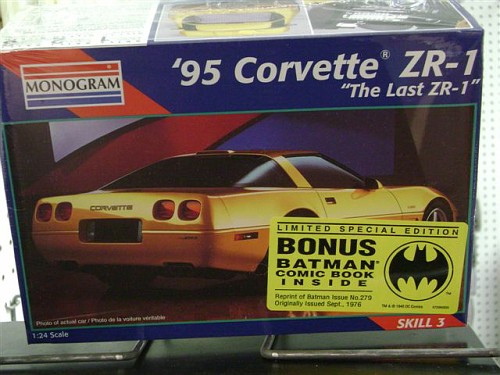 MONOGRAM
'95 Corvette® ZR-1
"The Last ZR-1"
CORVETTE
LIMITED SPECIAL EDITION
BONUS
BATMAN
COMIC BOOK
INSIDE
Reprint of Batman Issue No.279
Originally Issued Sept., 1976
Photo of actual car / Photo de la voiture véritable
SKILL 3
1:24 Scale